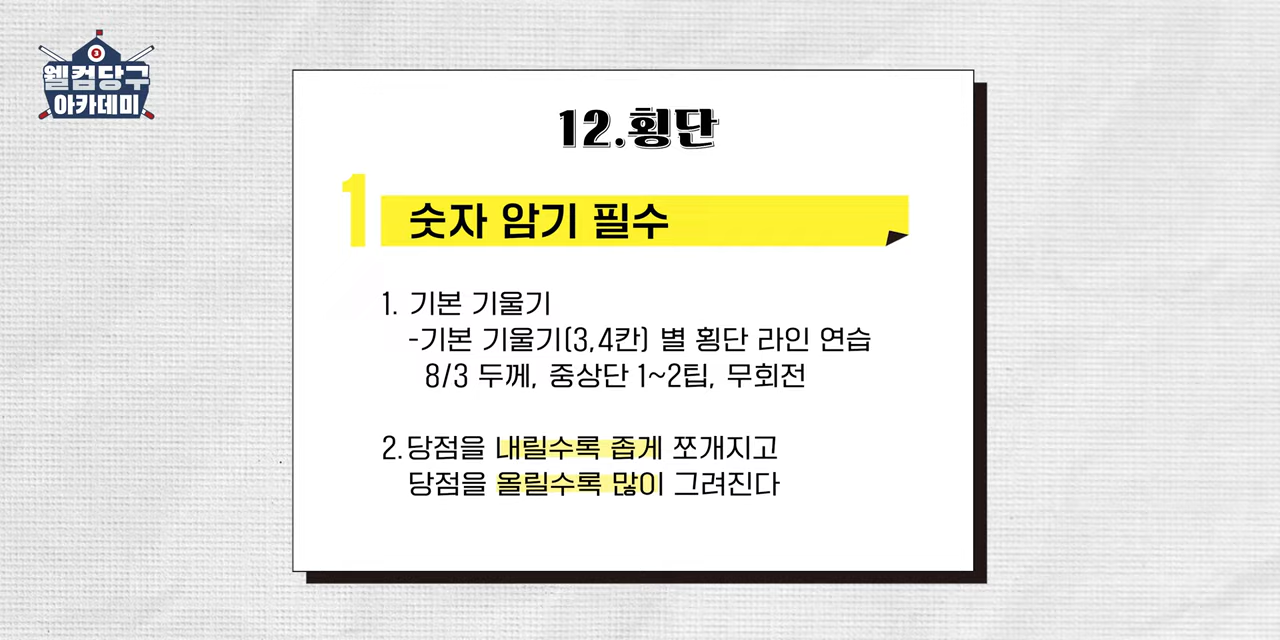 3
웰컴당구
아카데미
12.횡단
1
숫자 암기 필수
1. 기본 기울기
-기본 기울기(3,4칸) 별 횡단 라인 연습
8/3 두께, 중상단 1~2팁, 무회전
2.당점을 내릴수록 좁게 쪼개지고
당점을 올릴수록 많이 그려진다